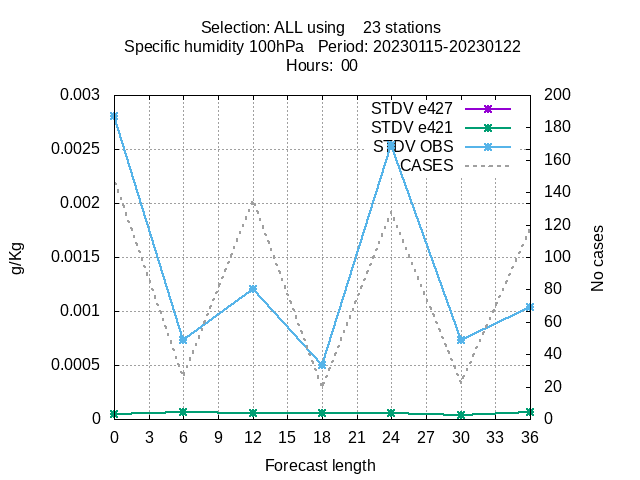 Selection: ALL using 23 stations
Specific humidity 100hPa Period: 20230115-20230122
Hours: 00
0.003
0.0025
0.002
0.0015
0.001
0.0005
0
g/Kg
STDV e427
STDV e421
STDV OBS
CASES
200
180
160
140
120
100
80
60
40
20
0
No cases
0 3 6 9 12 15 18 21 24 27 30 33 36
Forecast length